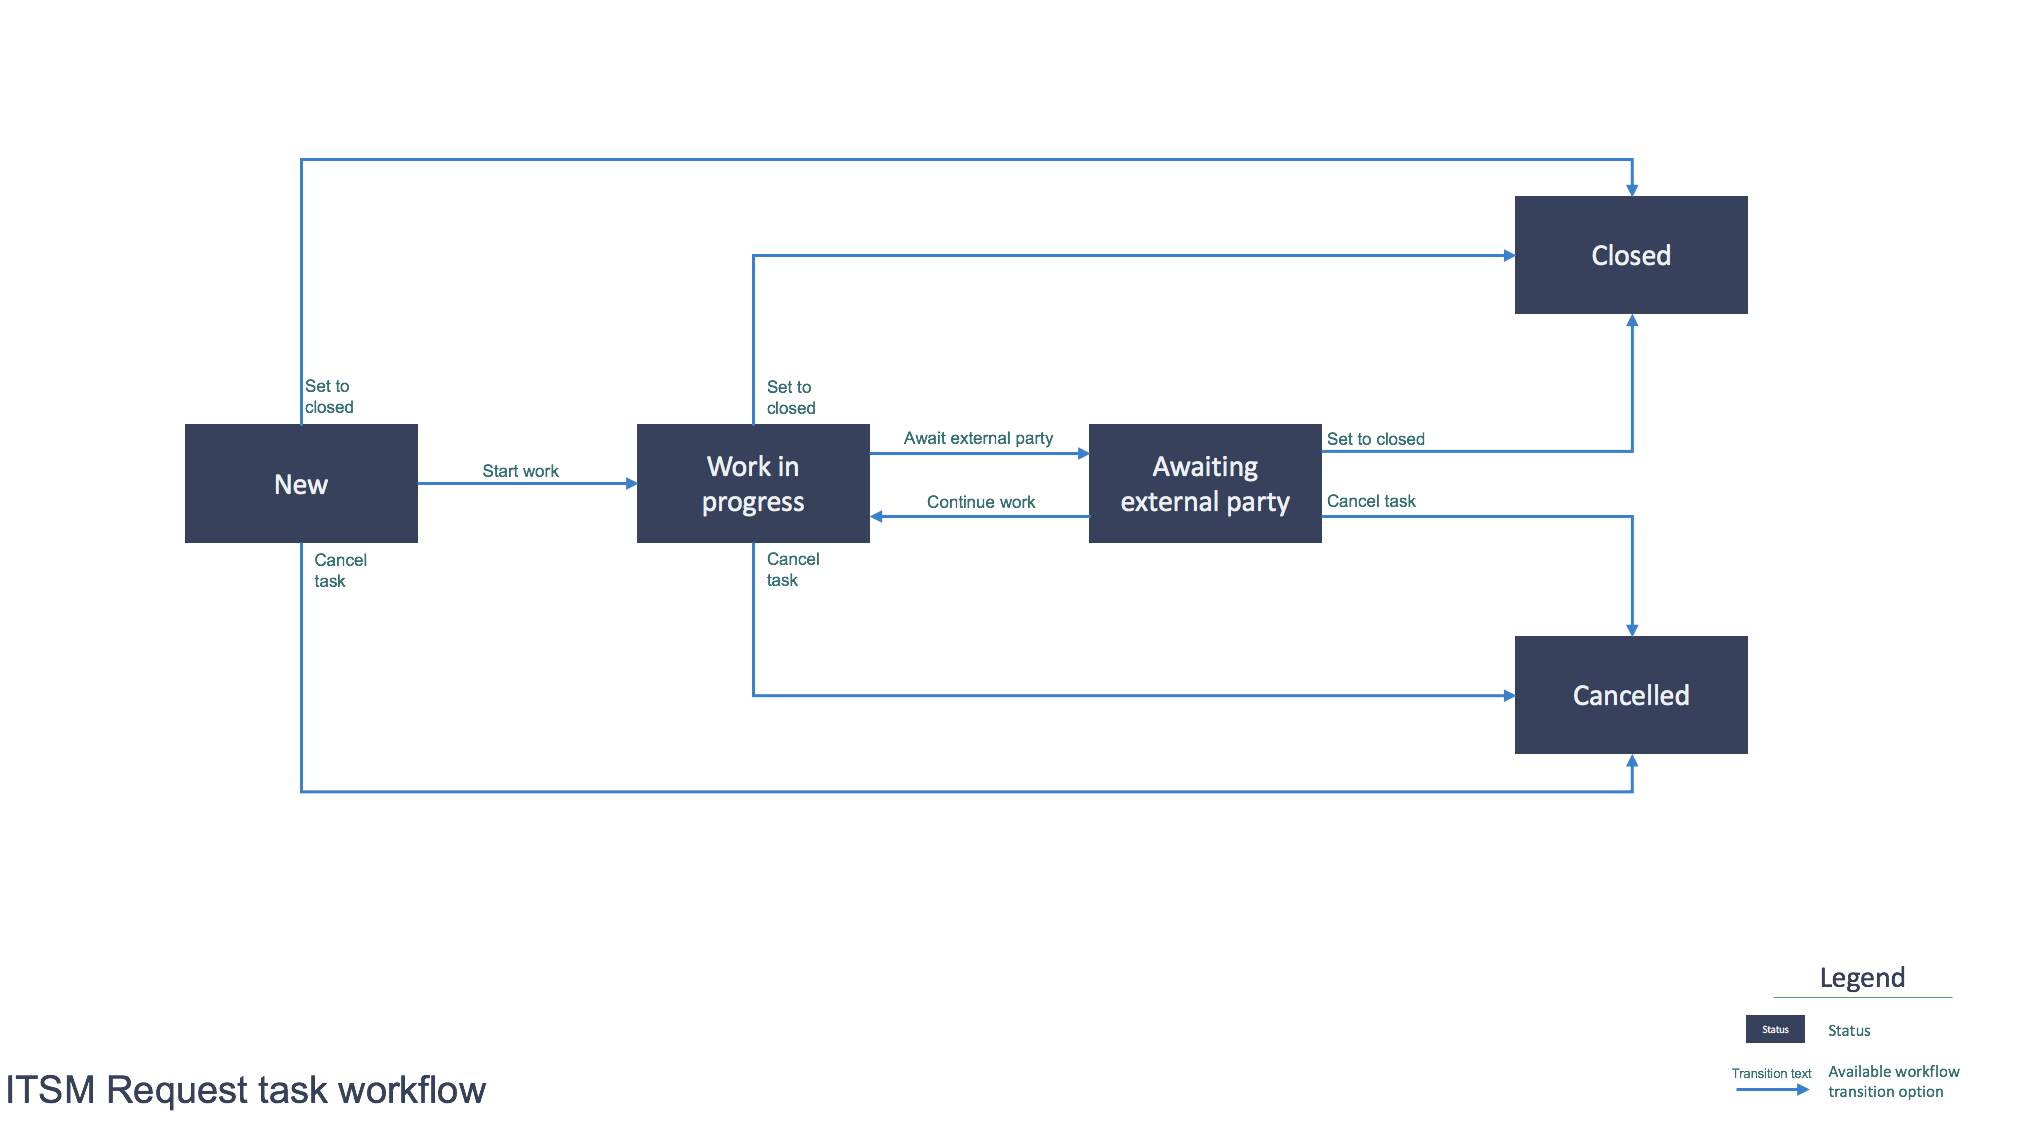 Closed
Set to
closed
Set to
closed
New
Start work
Work in
progress
Await external party
Continue work
Awaiting
external party
Set to closed
Cancel task
Cancel
task
Cancel
task
Cancelled
Legend
Status
Status
Transition text
Available workflow
transition option
ITSM Request task workflow